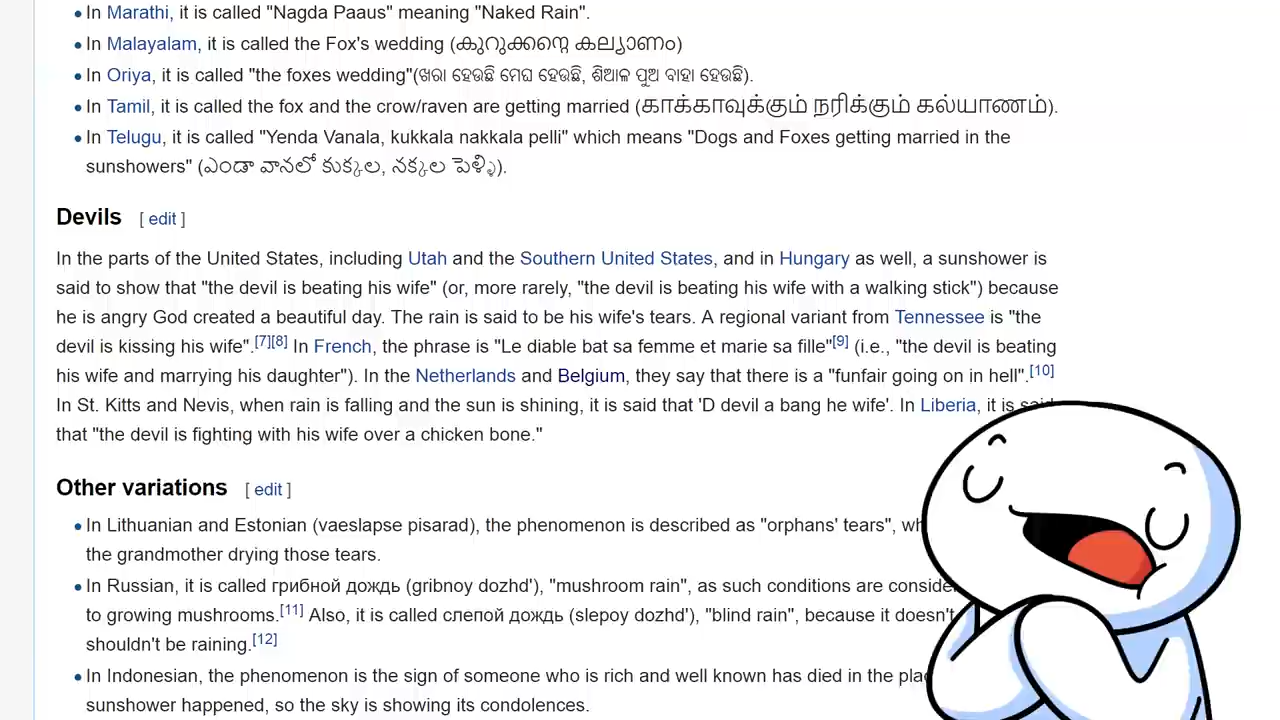 • In Marathi, it is called "Nagda Paaus" meaning "Naked Rain".
• In Malayalam, it is called the Fox's wedding (കുറുക്കന്റെ കല്യാണം)
• In Oriya, it is called "the foxes wedding"(ଖରା ହେଉଛି ମେଘ ହେଉଛି, ଶିଆଳ ପୁଅ ବାହା ହେଉଛି).
• In Tamil, it is called the fox and the crow/raven are getting married (காக்காவுக்கும் நரிக்கும் கல்யாணம்).
• In Telugu, it is called "Yenda Vanala, kukkala nakkala pelli" which means "Dogs and Foxes getting married in the
sunshowers" (ఎండా వానలో కుక్కల, నక్కల పెళ్ళి).
Devils [ edit ]
In the parts of the United States, including Utah and the Southern United States, and in Hungary as well, a sunshower is
said to show that "the devil is beating his wife" (or, more rarely, "the devil is beating his wife with a walking stick") because
he is angry God created a beautiful day. The rain is said to be his wife's tears. A regional variant from Tennessee is "the
devil is kissing his wife".[7][8] In French, the phrase is "Le diable bat sa femme et marie sa fille"[9] (i.e., "the devil is beating
his wife and marrying his daughter"). In the Netherlands and Belgium, they say that there is a "funfair going on in hell".[10]
In St. Kitts and Nevis, when rain is falling and the sun is shining, it is said that 'D devil a bang he wife'. In Liberia, it is said
that "the devil is fighting with his wife over a chicken bone."
Other variations [ edit ]
• In Lithuanian and Estonian (vaeslapse pisarad), the phenomenon is described as "orphans' tears",
the grandmother drying those tears.
• In Russian, it is called грибной дождь (gribnoy dozhd'), "mushroom rain", as such conditions are
to growing mushrooms.[11] Also, it is called слепой дождь (slepoy dozhd'), "blind rain", because it doesn't
shouldn't be raining.[12]
• In Indonesian, the phenomenon is the sign of someone who is rich and well known has died in the
sunshower happened, so the sky is showing its condolences.